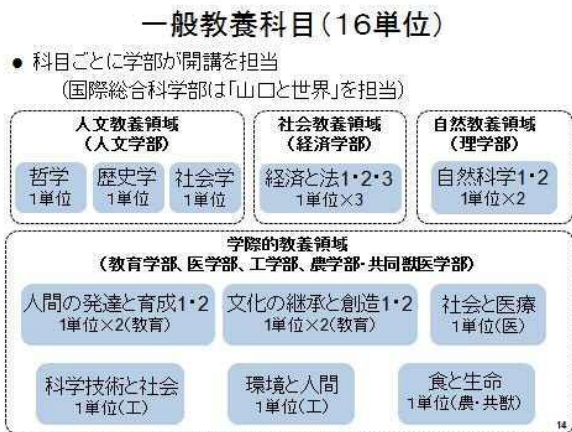 一般教養科目(16単位)
● 科目ごとに学部が開講を担当
(国際総合科学部は「山口と世界」を担当)
人文教養領域
(人文学部)
哲学
1単位
歴史学
1単位
社会学
1単位
社会教養領域
(経済学部)
経済と法1・2・3
1単位×3
自然教養領域
(理学部)
自然科学1・2
1単位×2
学際的教養領域
(教育学部、医学部、工学部、農学部・共同獣医学部)
人間の発達と育成1・2
1単位×2(教育)
文化の継承と創造1・2
1単位×2(教育)
社会と医療
1単位(医)
科学技術と社会
1単位(工)
環境と人間
1単位(工)
食と生命
1単位(農・共獣)
14